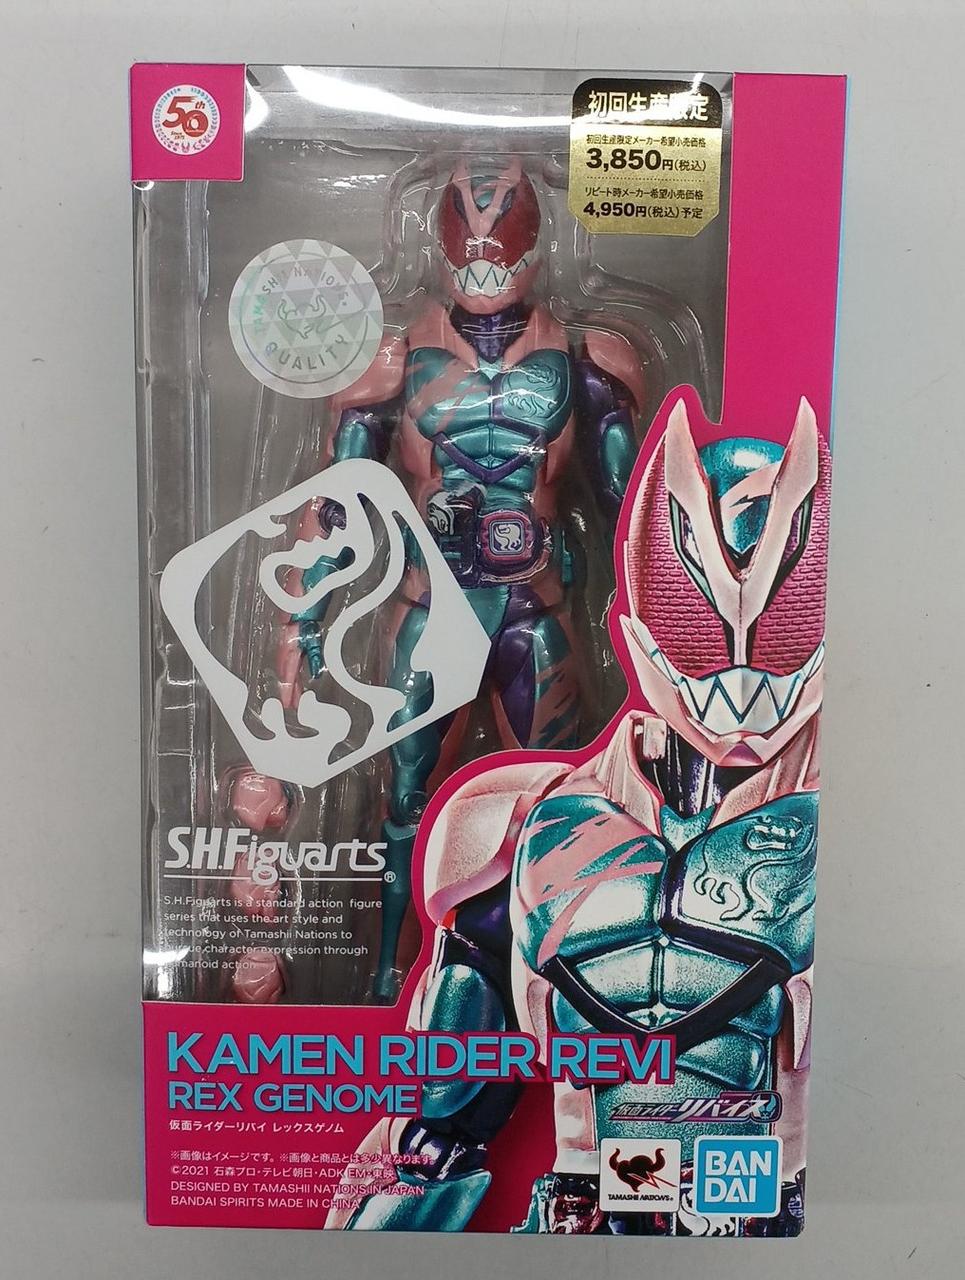 50th
Since 1971
初回生産限定
初回生産限定メーカー希望小売価格
3,850円(税込)
リピート時メーカー希望小売価格
4,950円(税込)予定
TAMASHII NATIONS
QUALITY
S.H.Figuarts®
S.H.Figuarts is a standard action figure
series that uses the art style and
technology of Tamashii Nations to
pursue character expression through
humanoid action.
KAMEN RIDER REVI
REX GENOME
仮面ライダーリバイ レックスゲノム
仮面ライダーリバイス
※画像はイメージです。※画像と商品とは多少異なります。
©2021 石森プロ・テレビ朝日・ADK EM・東映
DESIGNED BY TAMASHII NATIONS IN JAPAN
BANDAI SPIRITS MADE IN CHINA
TAMASHII NATIONS®
BAN
DAI